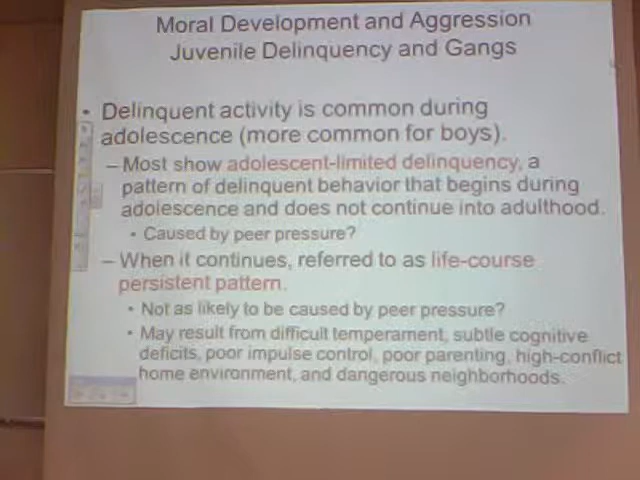 Moral Development and Aggression
Juvenile Delinquency and Gangs
• Delinquent activity is common during
adolescence (more common for boys).
– Most show adolescent-limited delinquency, a
pattern of delinquent behavior that begins during
adolescence and does not continue into adulthood.
• Caused by peer pressure?
– When it continues, referred to as life-course
persistent pattern.
• Not as likely to be caused by peer pressure?
• May result from difficult temperament, subtle cognitive
deficits, poor impulse control, poor parenting, high-conflict
home environment, and dangerous neighborhoods.